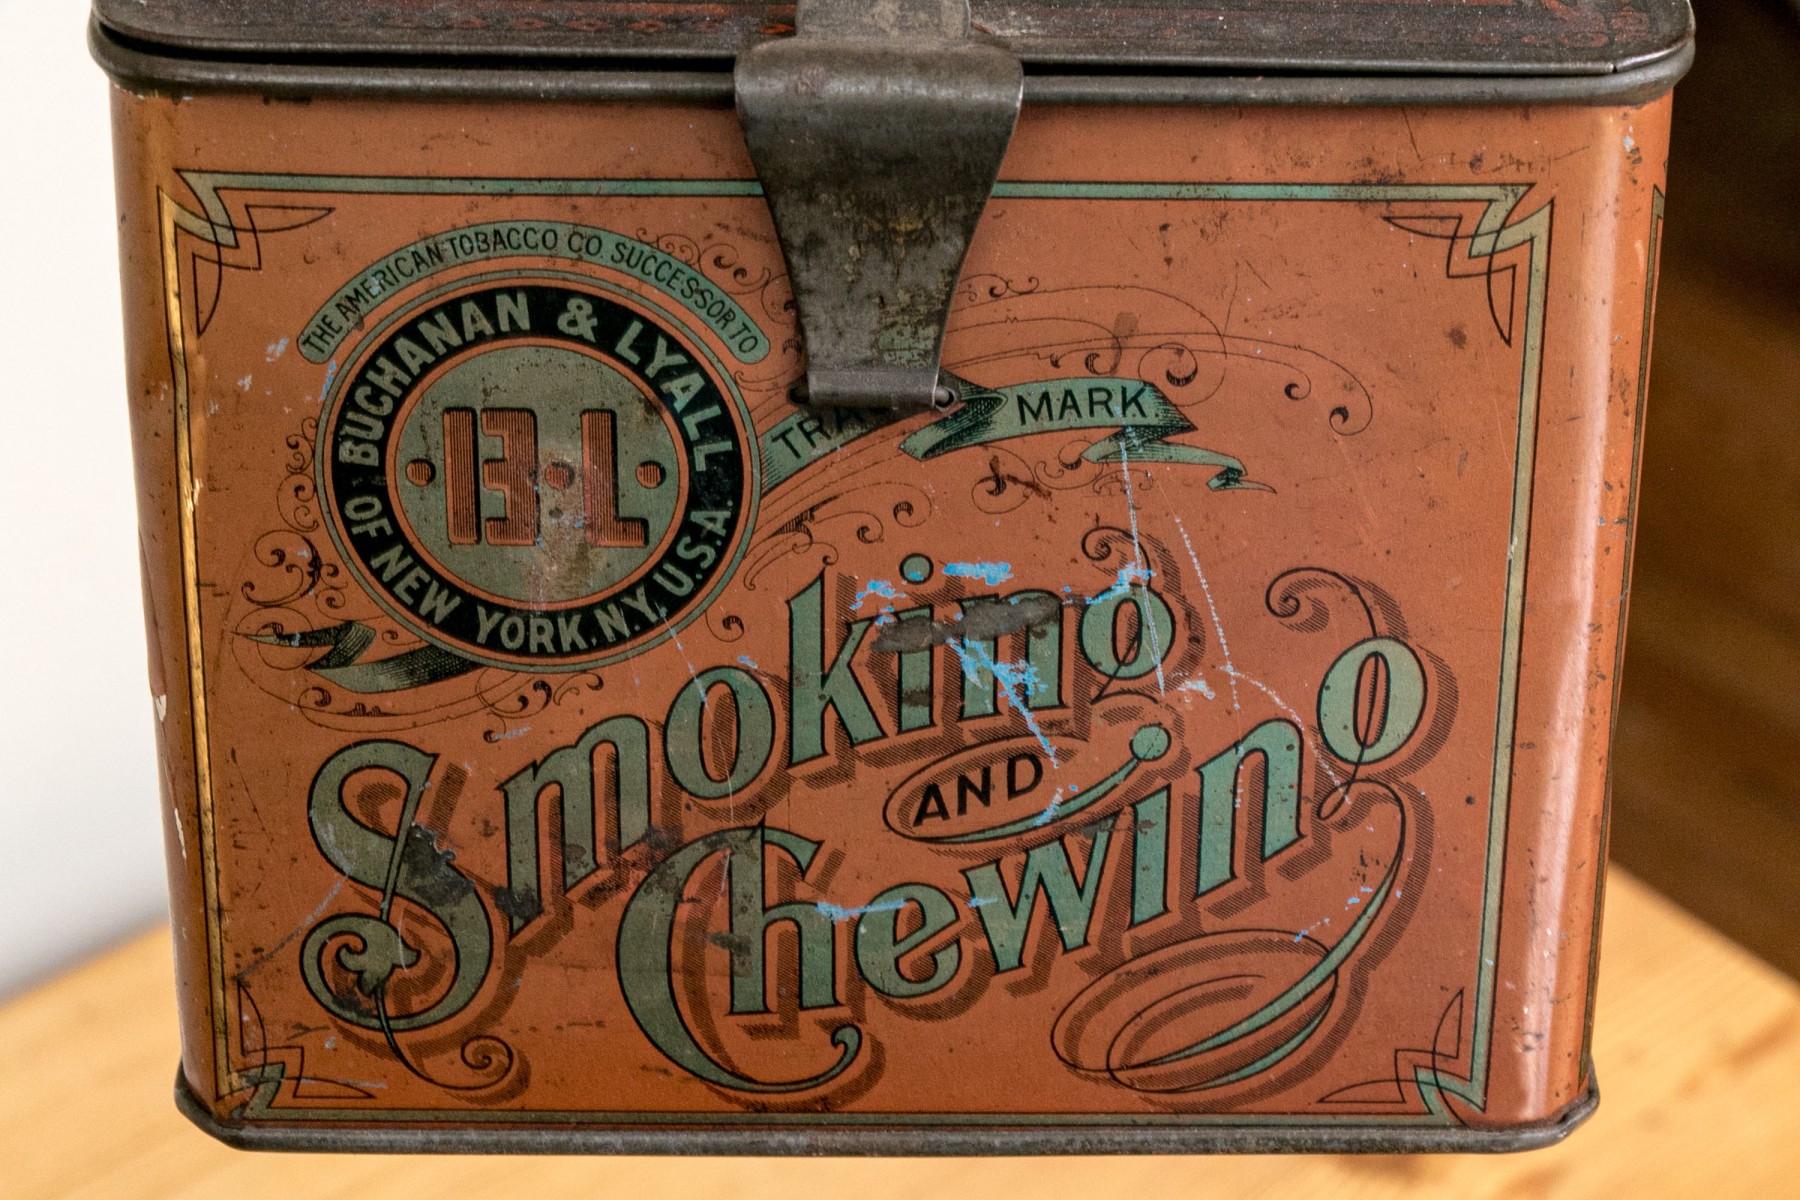 THE AMERICAN TOBACCO CO. SUCCESSOR TO
BUCHANAN & LYALL
OF NEW YORK, N.Y. U.S.A.
B·L
MARK
Smoking
AND
Chewing